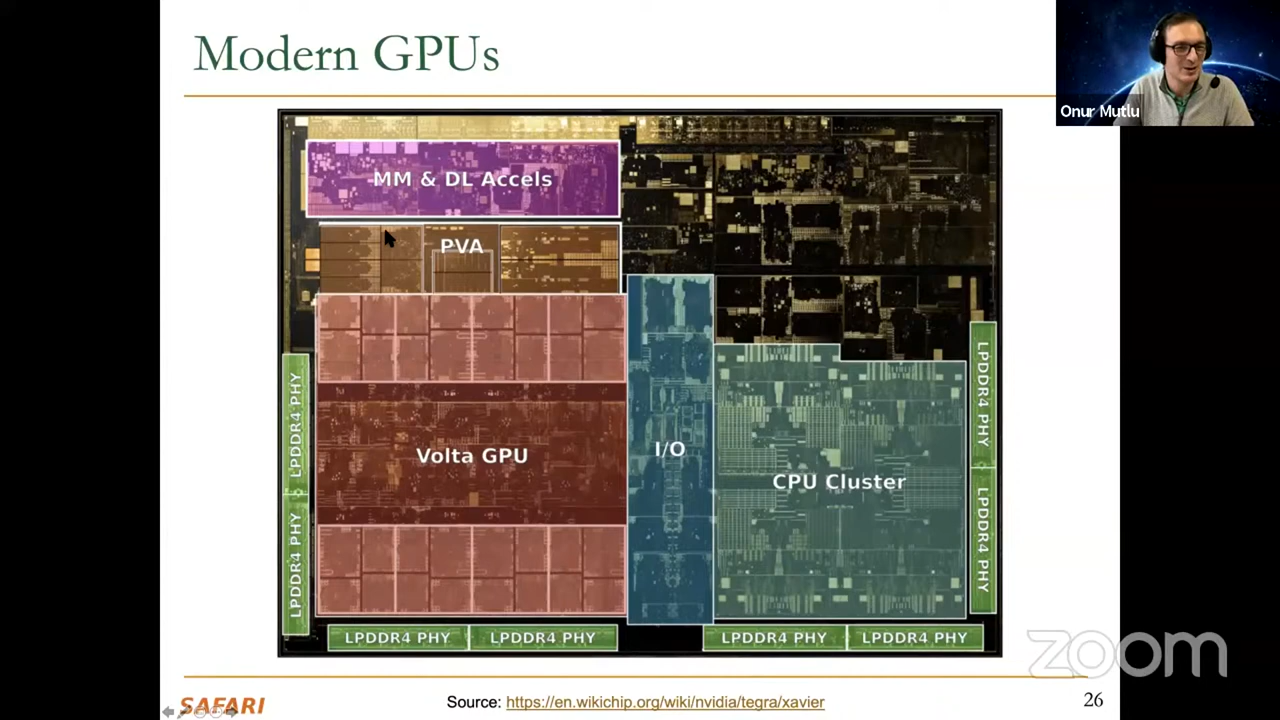 Modern GPUs
Onur Mutlu
MM & DL Accels
PVA
Volta GPU
I/O
CPU Cluster
LPDDR4 PHY
LPDDR4 PHY
LPDDR4 PHY
LPDDR4 PHY
LPDDR4 PHY
LPDDR4 PHY
LPDDR4 PHY
LPDDR4 PHY
zoom
SAFARI
Source: https://en.wikichip.org/wiki/nvidia/tegra/xavier
26